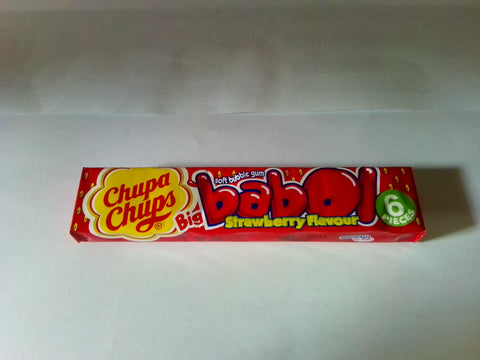 Chupa
Chups
®
Big
soft bubble gum
babol
Strawberry Flavour
6
PIECES